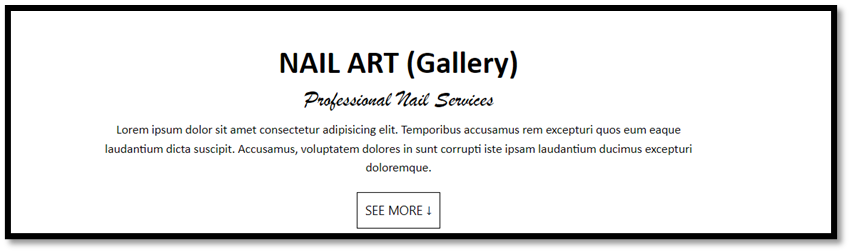 NAIL ART (Gallery)
Professional Nail Services
Lorem ipsum dolor sit amet consectetur adipisicing elit. Temporibus accusamus rem excepturi quos eum eaque
laudantium dicta suscipit. Accusamus, voluptatem dolores in sunt corrupti iste ipsam laudantium ducimus excepturi
doloremque.
SEE MORE ↓